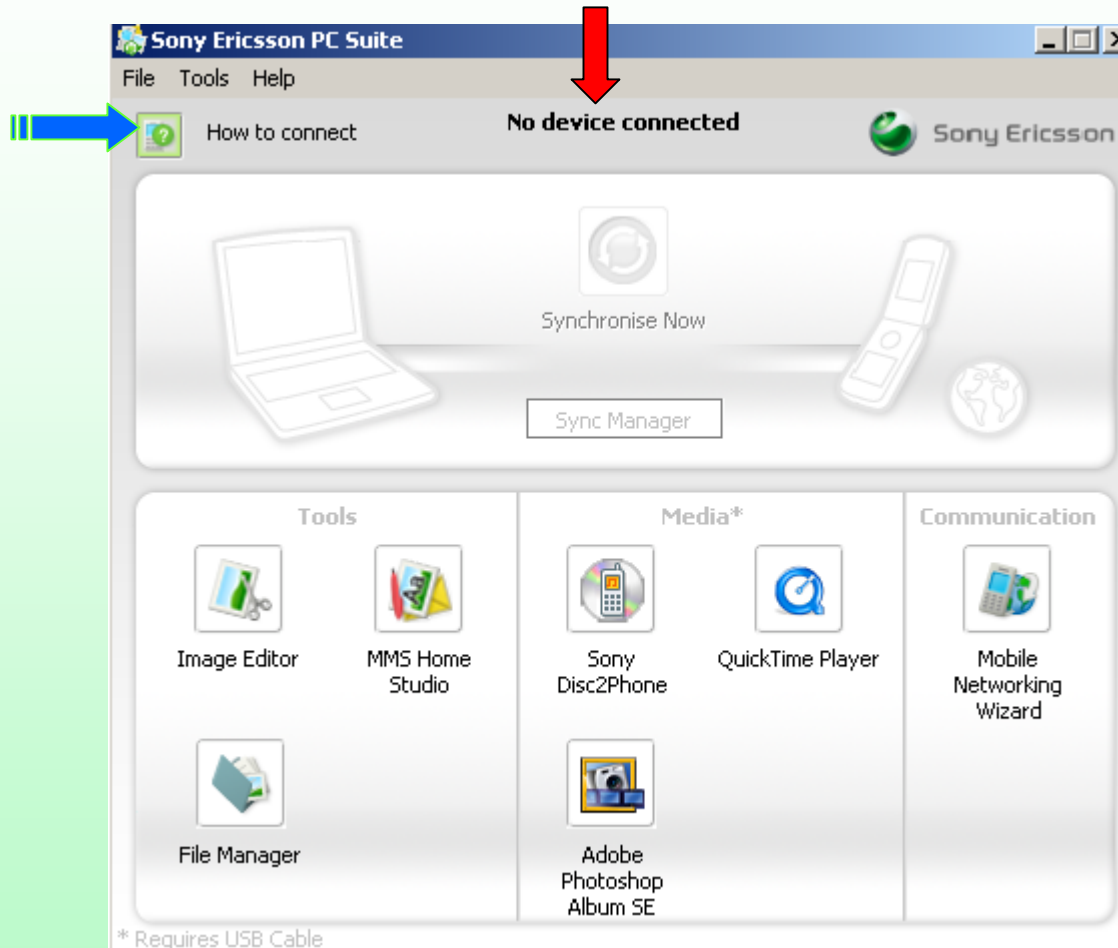 Sony Ericsson PC Suite
File Tools Help
How to connect
No device connected
Sony Ericsson
Synchronise Now
Sync Manager
Tools
Media*
Communication
Image Editor
MMS Home
Studio
Sony
Disc2Phone
QuickTime Player
Mobile
Networking
Wizard
File Manager
Adobe
Photoshop
Album SE
* Requires USB Cable